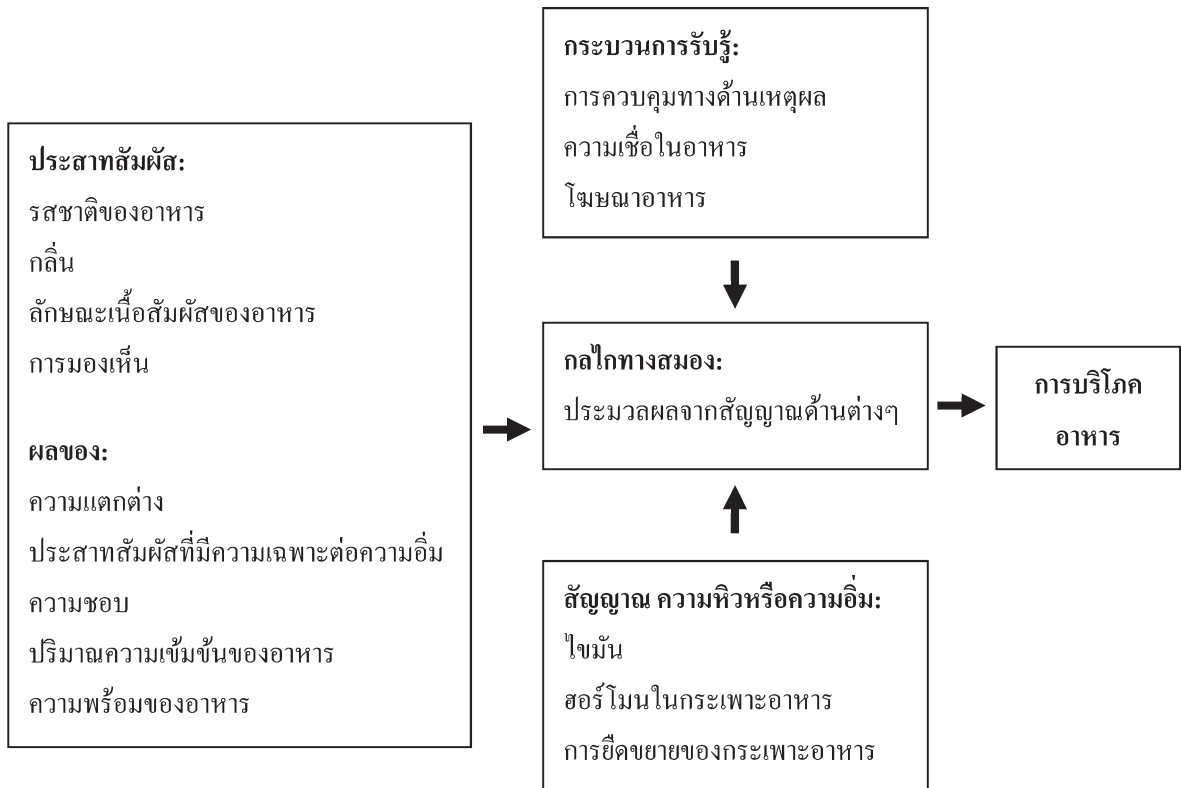 กระบวนการรับรู้:
การควบคุมทางด้านเหตุผล
ความเชื่อในอาหาร
โฆษณาอาหาร
ประสาทสัมผัส:
รสชาติของอาหาร
กลิ่น
ลักษณะเนื้อสัมผัสของอาหาร
การมองเห็น
ผลของ:
ความแตกต่าง
ประสาทสัมผัสที่มีความเฉพาะต่อความอิ่ม
ความชอบ
ปริมาณความเข้มข้นของอาหาร
ความพร้อมของอาหาร
กลไกทางสมอง:
ประมวลผลจากสัญญาณด้านต่างๆ
การบริโภค
อาหาร
สัญญาณ ความหิวหรือความอิ่ม:
ไขมัน
ฮอร์โมนในกระเพาะอาหาร
การยืดขยายของกระเพาะอาหาร